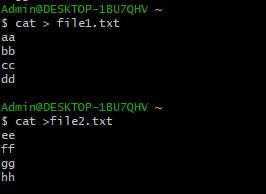 Admin@DESKTOP-1BU7QHV ~
$ cat > file1.txt
aa
bb
cc
dd
Admin@DESKTOP-1BU7QHV ~
$ cat >file2.txt
ee
ff
gg
hh